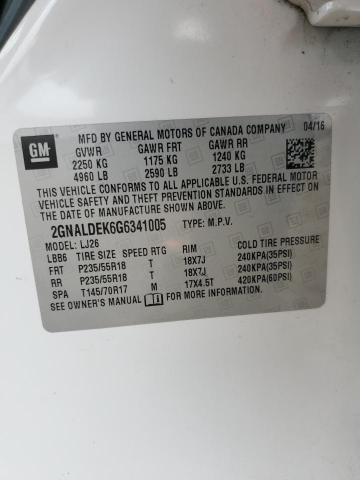 GM
MFD BY GENERAL MOTORS OF CANADA COMPANY 04/16
GVWR GAWR FRT GAWR RR
2250 KG 1175 KG 1240 KG
4960 LB 2590 LB 2733 LB
THIS VEHICLE CONFORMS TO ALL APPLICABLE U.S. FEDERAL MOTOR
VEHICLE SAFETY AND THEFT PREVENTION STANDARDS IN EFFECT ON
THE DATE OF MANUFACTURE SHOWN ABOVE.
2GNALDEK6G6341005 TYPE: M.P.V.
MODEL: LJ26
LBB6 TIRE SIZE SPEED RTG RIM COLD TIRE PRESSURE
FRT P235/55R18 T 18X7J 240KPA(35PSI)
RR P235/55R18 T 18X7J 240KPA(35PSI)
SPA T145/70R17 M 17X4.5T 420KPA(60PSI)
SEE OWNER'S MANUAL FOR MORE INFORMATION.